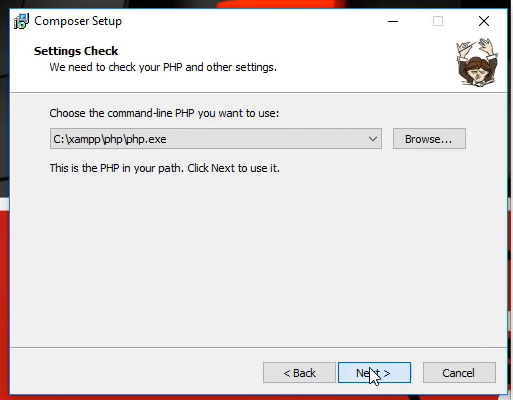 Composer Setup
Settings Check
We need to check your PHP and other settings.
Choose the command-line PHP you want to use:
C:\xampp\php\php.exe
Browse...
This is the PHP in your path. Click Next to use it.
< Back
Next >
Cancel